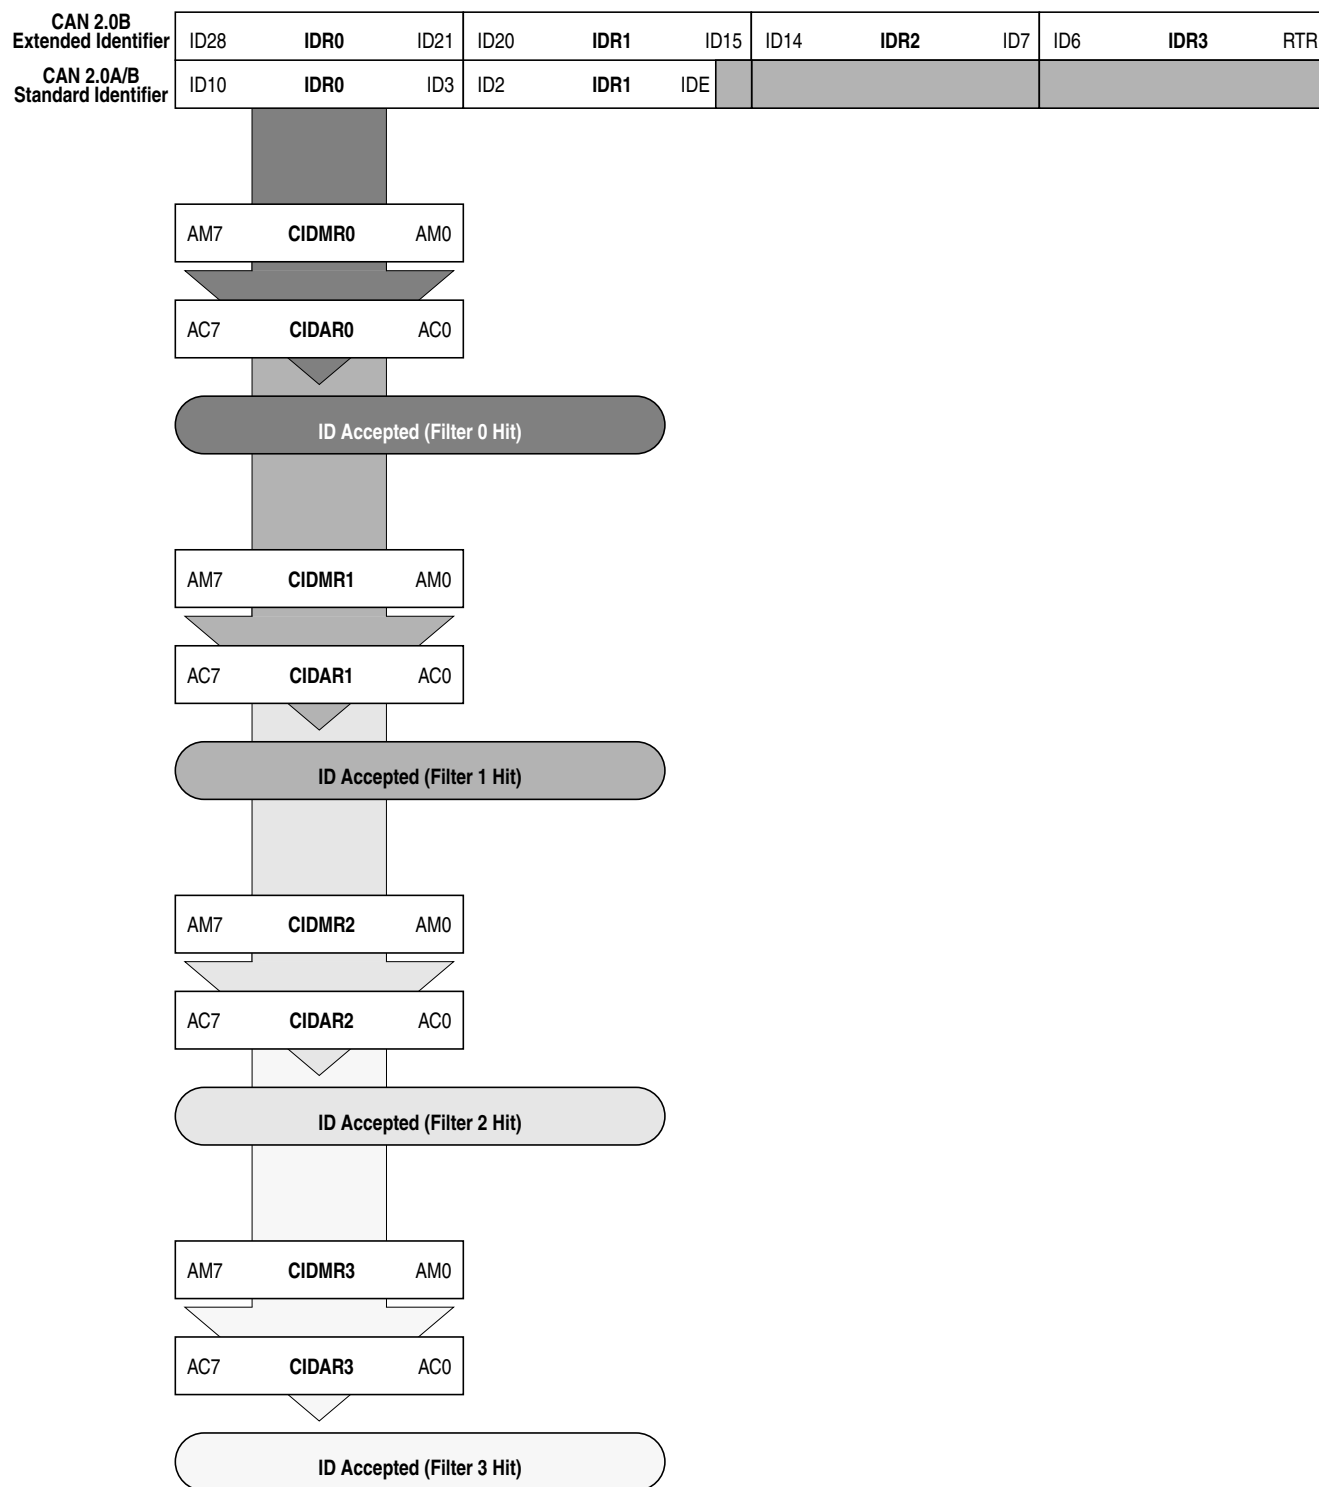 CAN 2.0B
Extended Identifier ID28 IDR0 ID21 ID20 IDR1 ID15 ID14 IDR2 ID7 ID6 IDR3 RTR
CAN 2.0A/B
Standard Identifier ID10 IDR0 ID3 ID2 IDR1 IDE
AM7 CIDMR0 AM0
AC7 CIDAR0 AC0
ID Accepted (Filter 0 Hit)
AM7 CIDMR1 AM0
AC7 CIDAR1 AC0
ID Accepted (Filter 1 Hit)
AM7 CIDMR2 AM0
AC7 CIDAR2 AC0
ID Accepted (Filter 2 Hit)
AM7 CIDMR3 AM0
AC7 CIDAR3 AC0
ID Accepted (Filter 3 Hit)